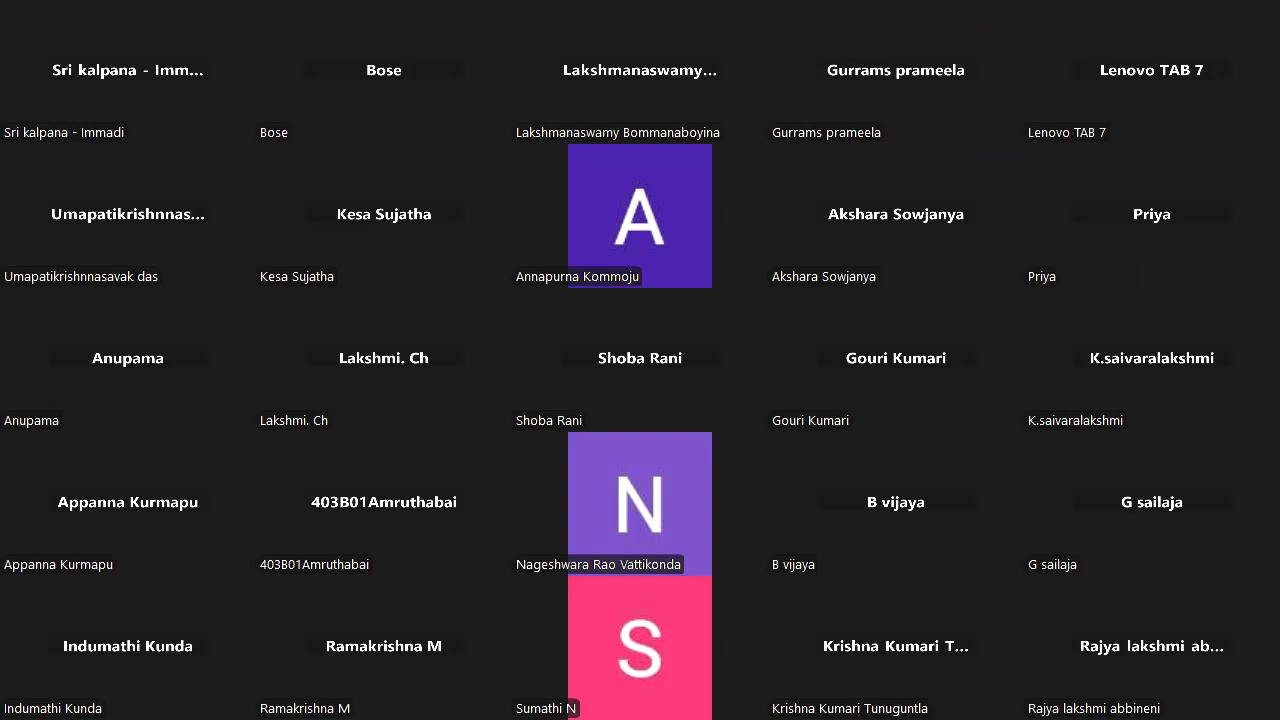 Sri kalpana - Imm...
Bose
Lakshmanaswamy...
Gurrams prameela
Lenovo TAB 7
Sri kalpana - Immadi
Bose
Lakshmanaswamy Bommanaboyina
Gurrams prameela
Lenovo TAB 7
Umapatikrishnnas...
Kesa Sujatha
A
Akshara Sowjanya
Priya
Umapatikrishnnasavak das
Kesa Sujatha
Annapurna Kommoju
Akshara Sowjanya
Priya
Anupama
Lakshmi. Ch
Shoba Rani
Gouri Kumari
K.saivaralakshmi
Anupama
Lakshmi. Ch
Shoba Rani
Gouri Kumari
K.saivaralakshmi
Appanna Kurmapu
403B01Amruthabai
N
B vijaya
G sailaja
Appanna Kurmapu
403B01Amruthabai
Nageshwara Rao Vattikonda
B vijaya
G sailaja
Indumathi Kunda
Ramakrishna M
S
Krishna Kumari T...
Rajya lakshmi ab...
Indumathi Kunda
Ramakrishna M
Sumathi N
Krishna Kumari Tunuguntla
Rajya lakshmi abbineni